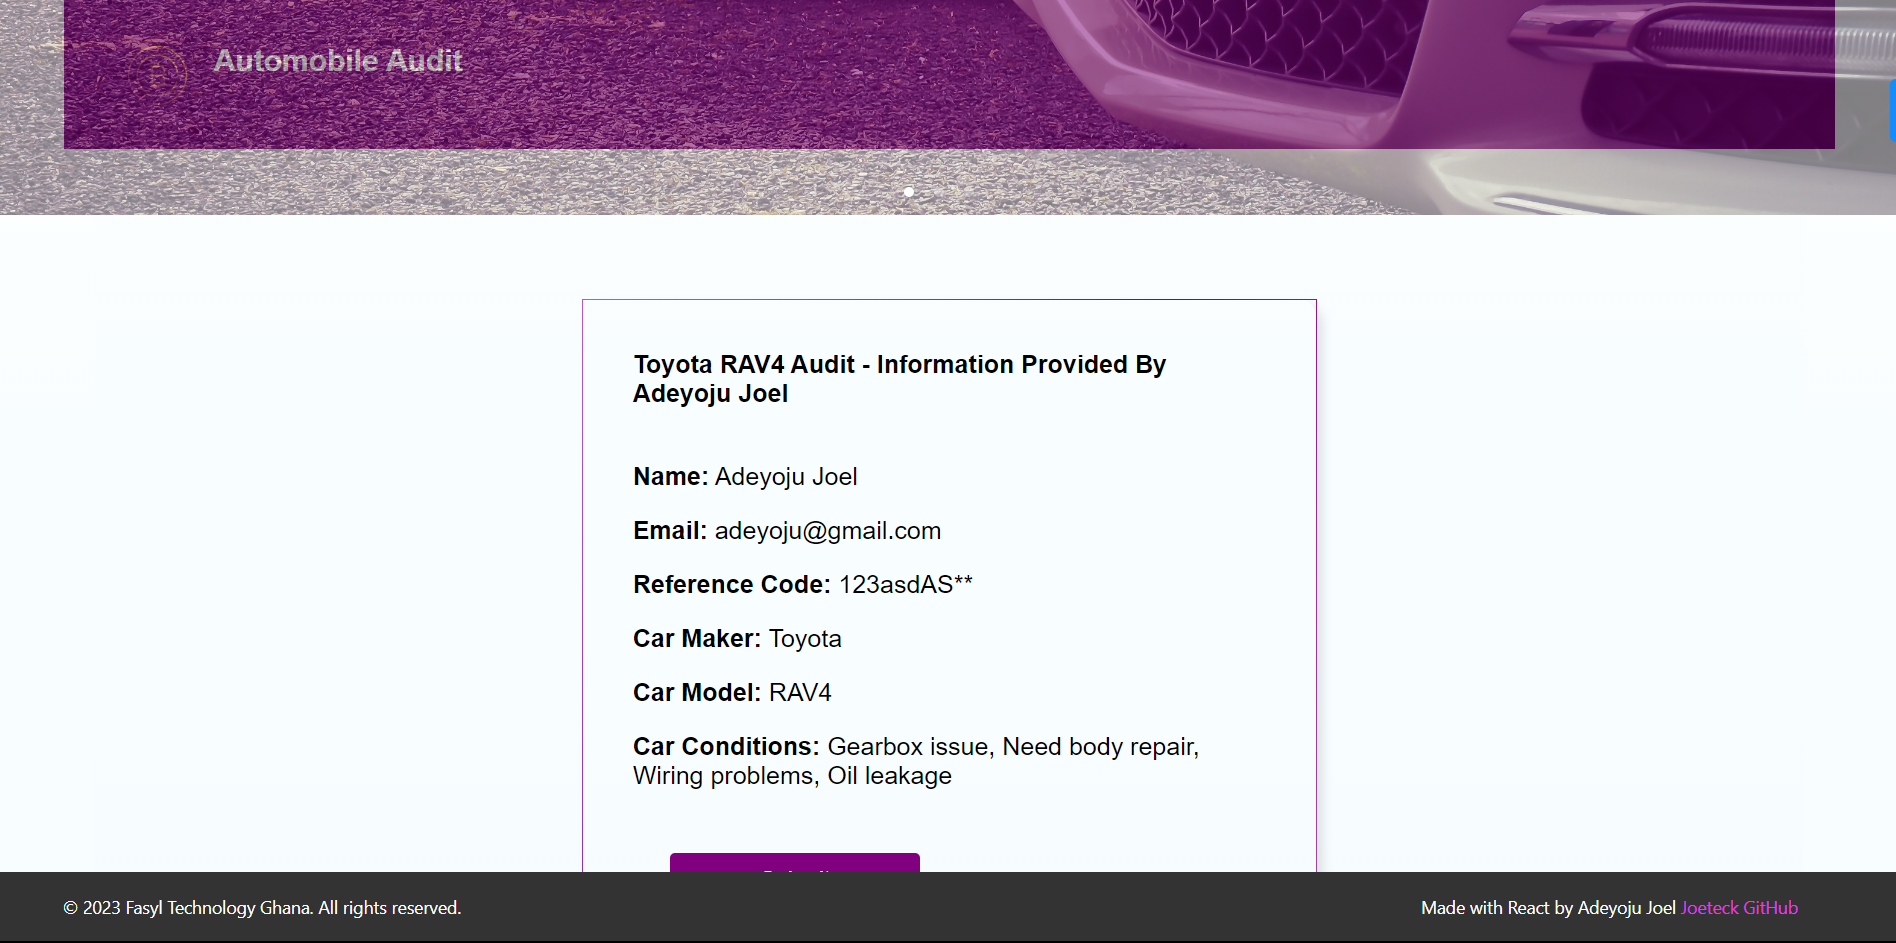 Automobile Audit
Toyota RAV4 Audit - Information Provided By
Adeyoju Joel
Name: Adeyoju Joel
Email: adeyoju@gmail.com
Reference Code: 123asdAS**
Car Maker: Toyota
Car Model: RAV4
Car Conditions: Gearbox issue, Need body repair,
Wiring problems, Oil leakage
© 2023 Fasyl Technology Ghana. All rights reserved.
Made with React by Adeyoju Joel Joeteck GitHub